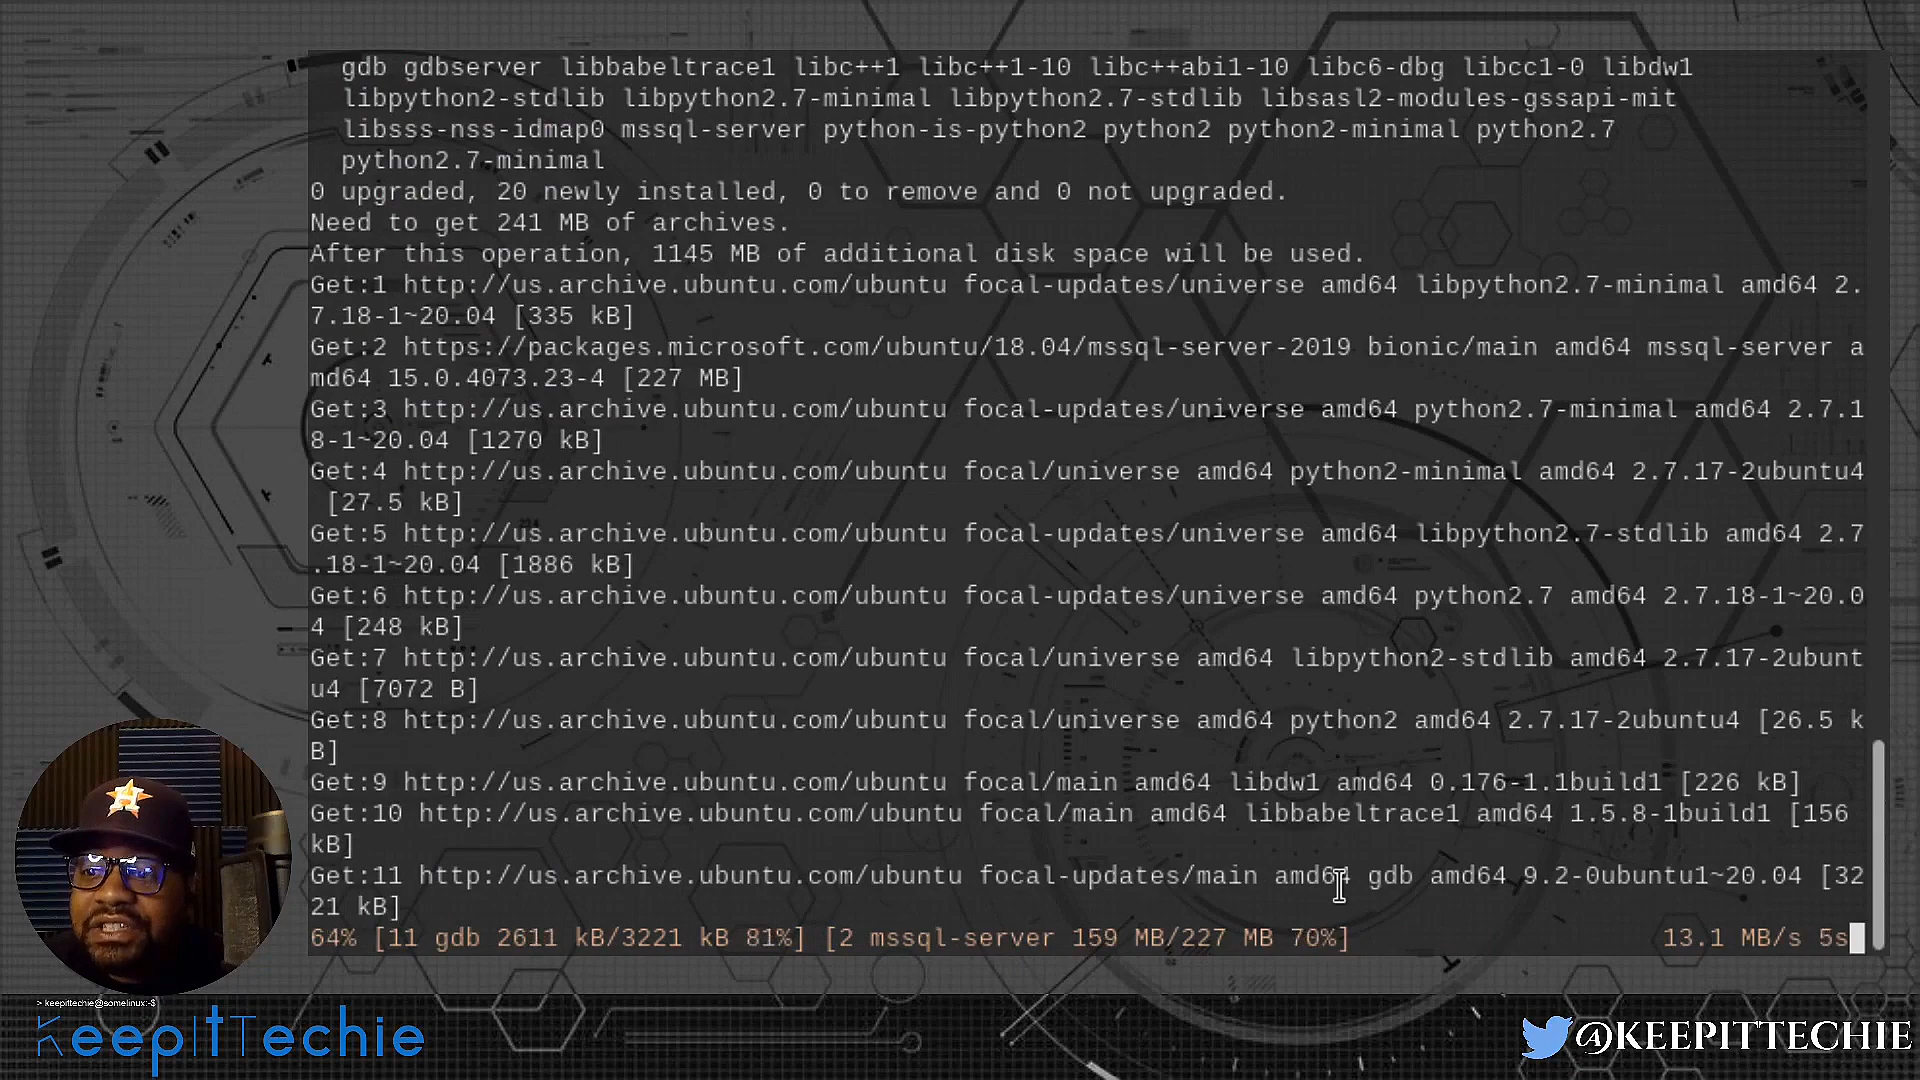 gdb gdbserver libbabeltrace1 libc++1 libc++1-10 libc++abi1-10 libc6-dbg libcc1-0 libdw1
libpython2-stdlib libpython2.7-minimal libpython2.7-stdlib libsasl2-modules-gssapi-mit
libsss-nss-idmap0 mssql-server python-is-python2 python2 python2-minimal python2.7
python2.7-minimal
0 upgraded, 20 newly installed, 0 to remove and 0 not upgraded.
Need to get 241 MB of archives.
After this operation, 1145 MB of additional disk space will be used.
Get:1 http://us.archive.ubuntu.com/ubuntu focal-updates/universe amd64 libpython2.7-minimal amd64 2.
7.18-1~20.04 [335 kB]
Get:2 https://packages.microsoft.com/ubuntu/18.04/mssql-server-2019 bionic/main amd64 mssql-server a
md64 15.0.4073.23-4 [227 MB]
Get:3 http://us.archive.ubuntu.com/ubuntu focal-updates/universe amd64 python2.7-minimal amd64 2.7.1
8-1~20.04 [1270 kB]
Get:4 http://us.archive.ubuntu.com/ubuntu focal/universe amd64 python2-minimal amd64 2.7.17-2ubuntu4
[27.5 kB]
Get:5 http://us.archive.ubuntu.com/ubuntu focal-updates/universe amd64 libpython2.7-stdlib amd64 2.7
.18-1~20.04 [1886 kB]
Get:6 http://us.archive.ubuntu.com/ubuntu focal-updates/universe amd64 python2.7 amd64 2.7.18-1~20.0
4 [248 kB]
Get:7 http://us.archive.ubuntu.com/ubuntu focal/universe amd64 libpython2-stdlib amd64 2.7.17-2ubunt
u4 [7072 B]
Get:8 http://us.archive.ubuntu.com/ubuntu focal/universe amd64 python2 amd64 2.7.17-2ubuntu4 [26.5 k
B]
Get:9 http://us.archive.ubuntu.com/ubuntu focal/main amd64 libdw1 amd64 0.176-1.1build1 [226 kB]
Get:10 http://us.archive.ubuntu.com/ubuntu focal/main amd64 libbabeltrace1 amd64 1.5.8-1build1 [156
kB]
Get:11 http://us.archive.ubuntu.com/ubuntu focal-updates/main amd64 gdb amd64 9.2-0ubuntu1~20.04 [32
21 kB]
64% [11 gdb 2611 kB/3221 kB 81%] [2 mssql-server 159 MB/227 MB 70%] 13.1 MB/s 5s
> keepittechie@somelinux:~$
KeepItTechie
@KEEPITTECHIE